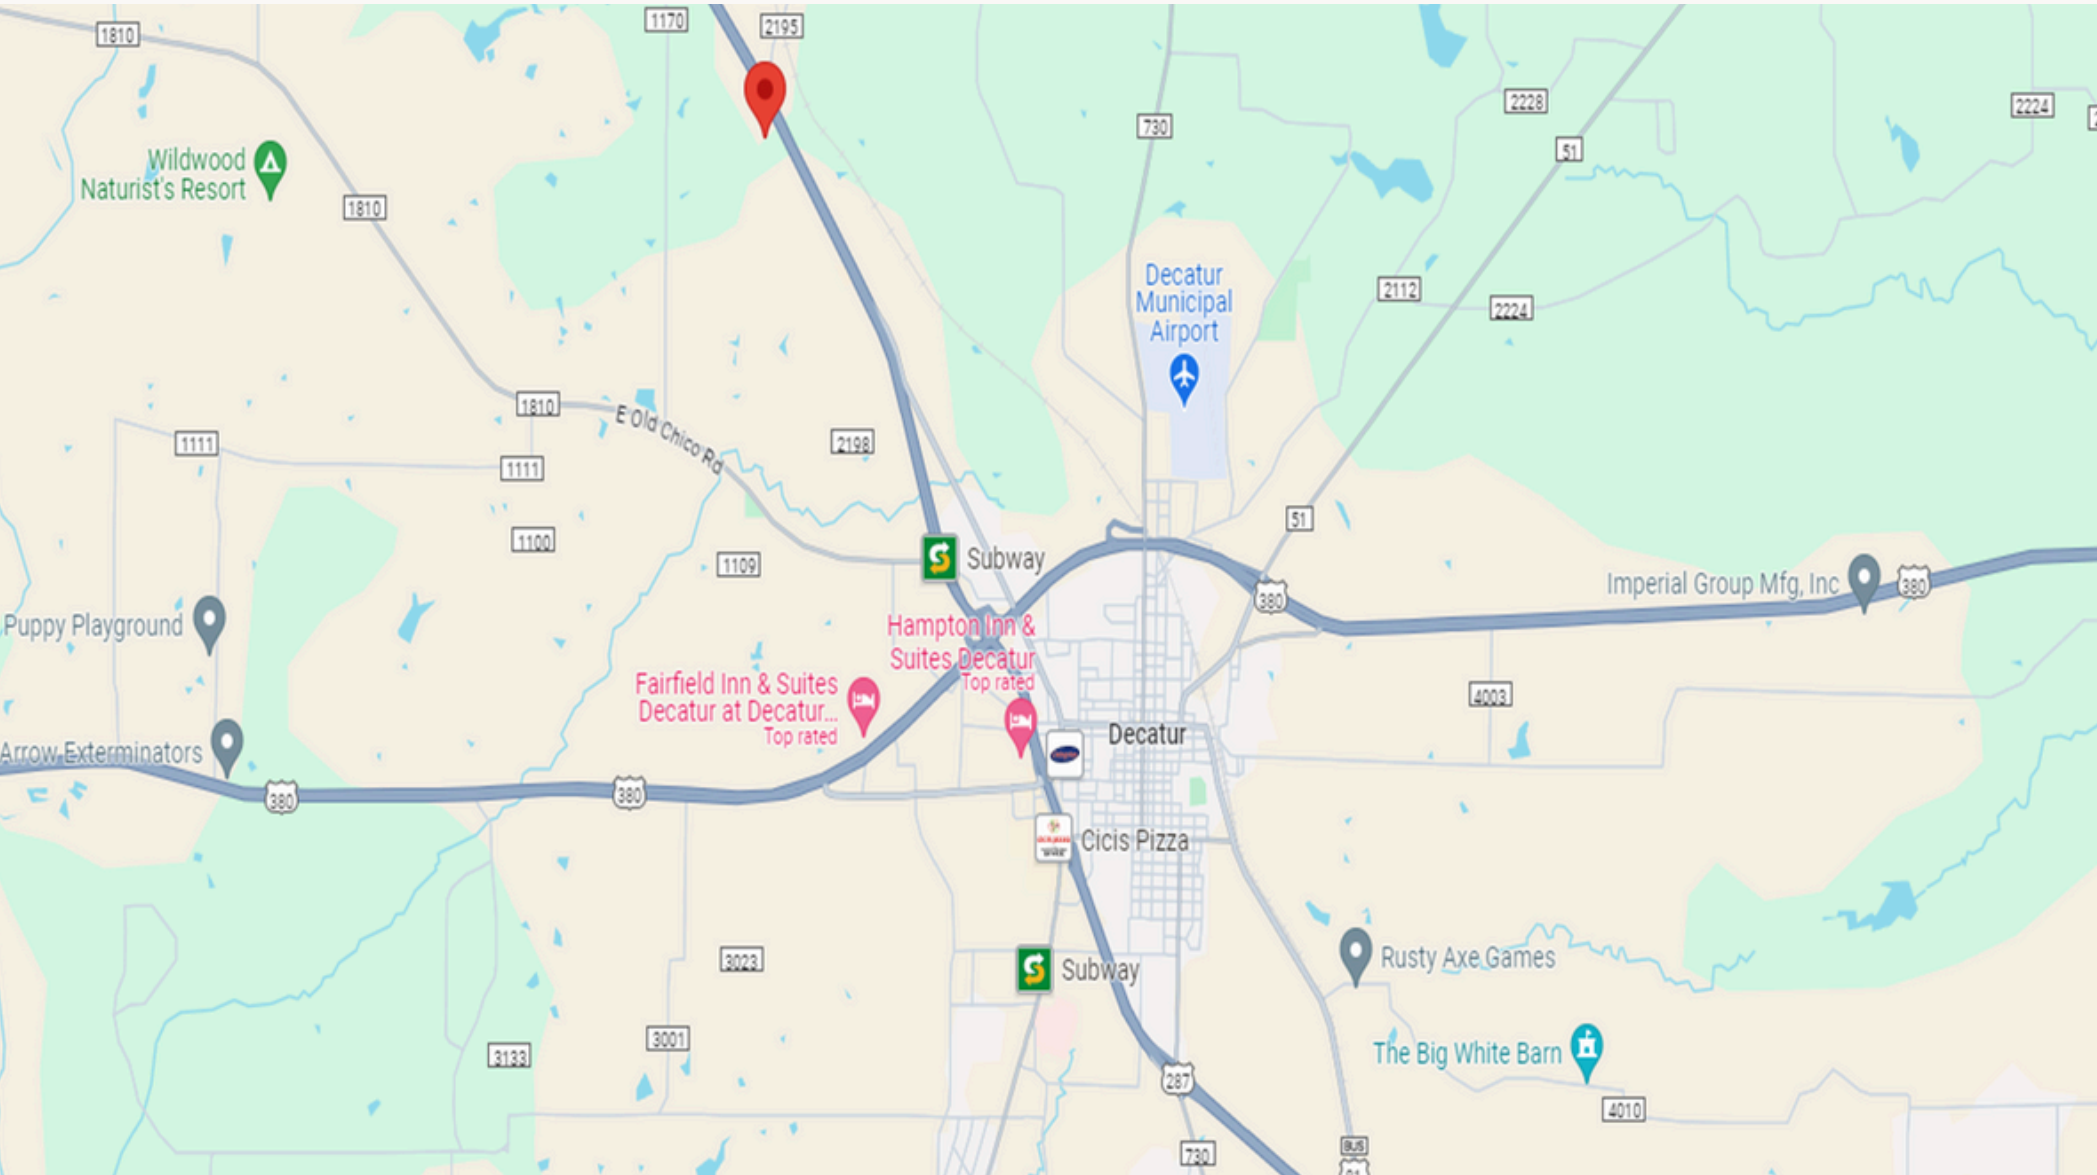 1170
2195
1810
2228
2224
730
51
Wildwood
Naturist's Resort
1810
Decatur
Municipal
Airport
2112
2224
1810
E Old Chico Rd
1111
2198
1111
51
1100
1109
Subway
380
Imperial Group Mfg, Inc
380
Puppy Playground
Hampton Inn &
Suites Decatur
Top rated
Fairfield Inn & Suites
Decatur at Decatur...
Top rated
4003
Decatur
Arrow Exterminators
380
380
Cicis Pizza
3023
Subway
Rusty Axe Games
3001
3133
The Big White Barn
287
4010
730
BUS